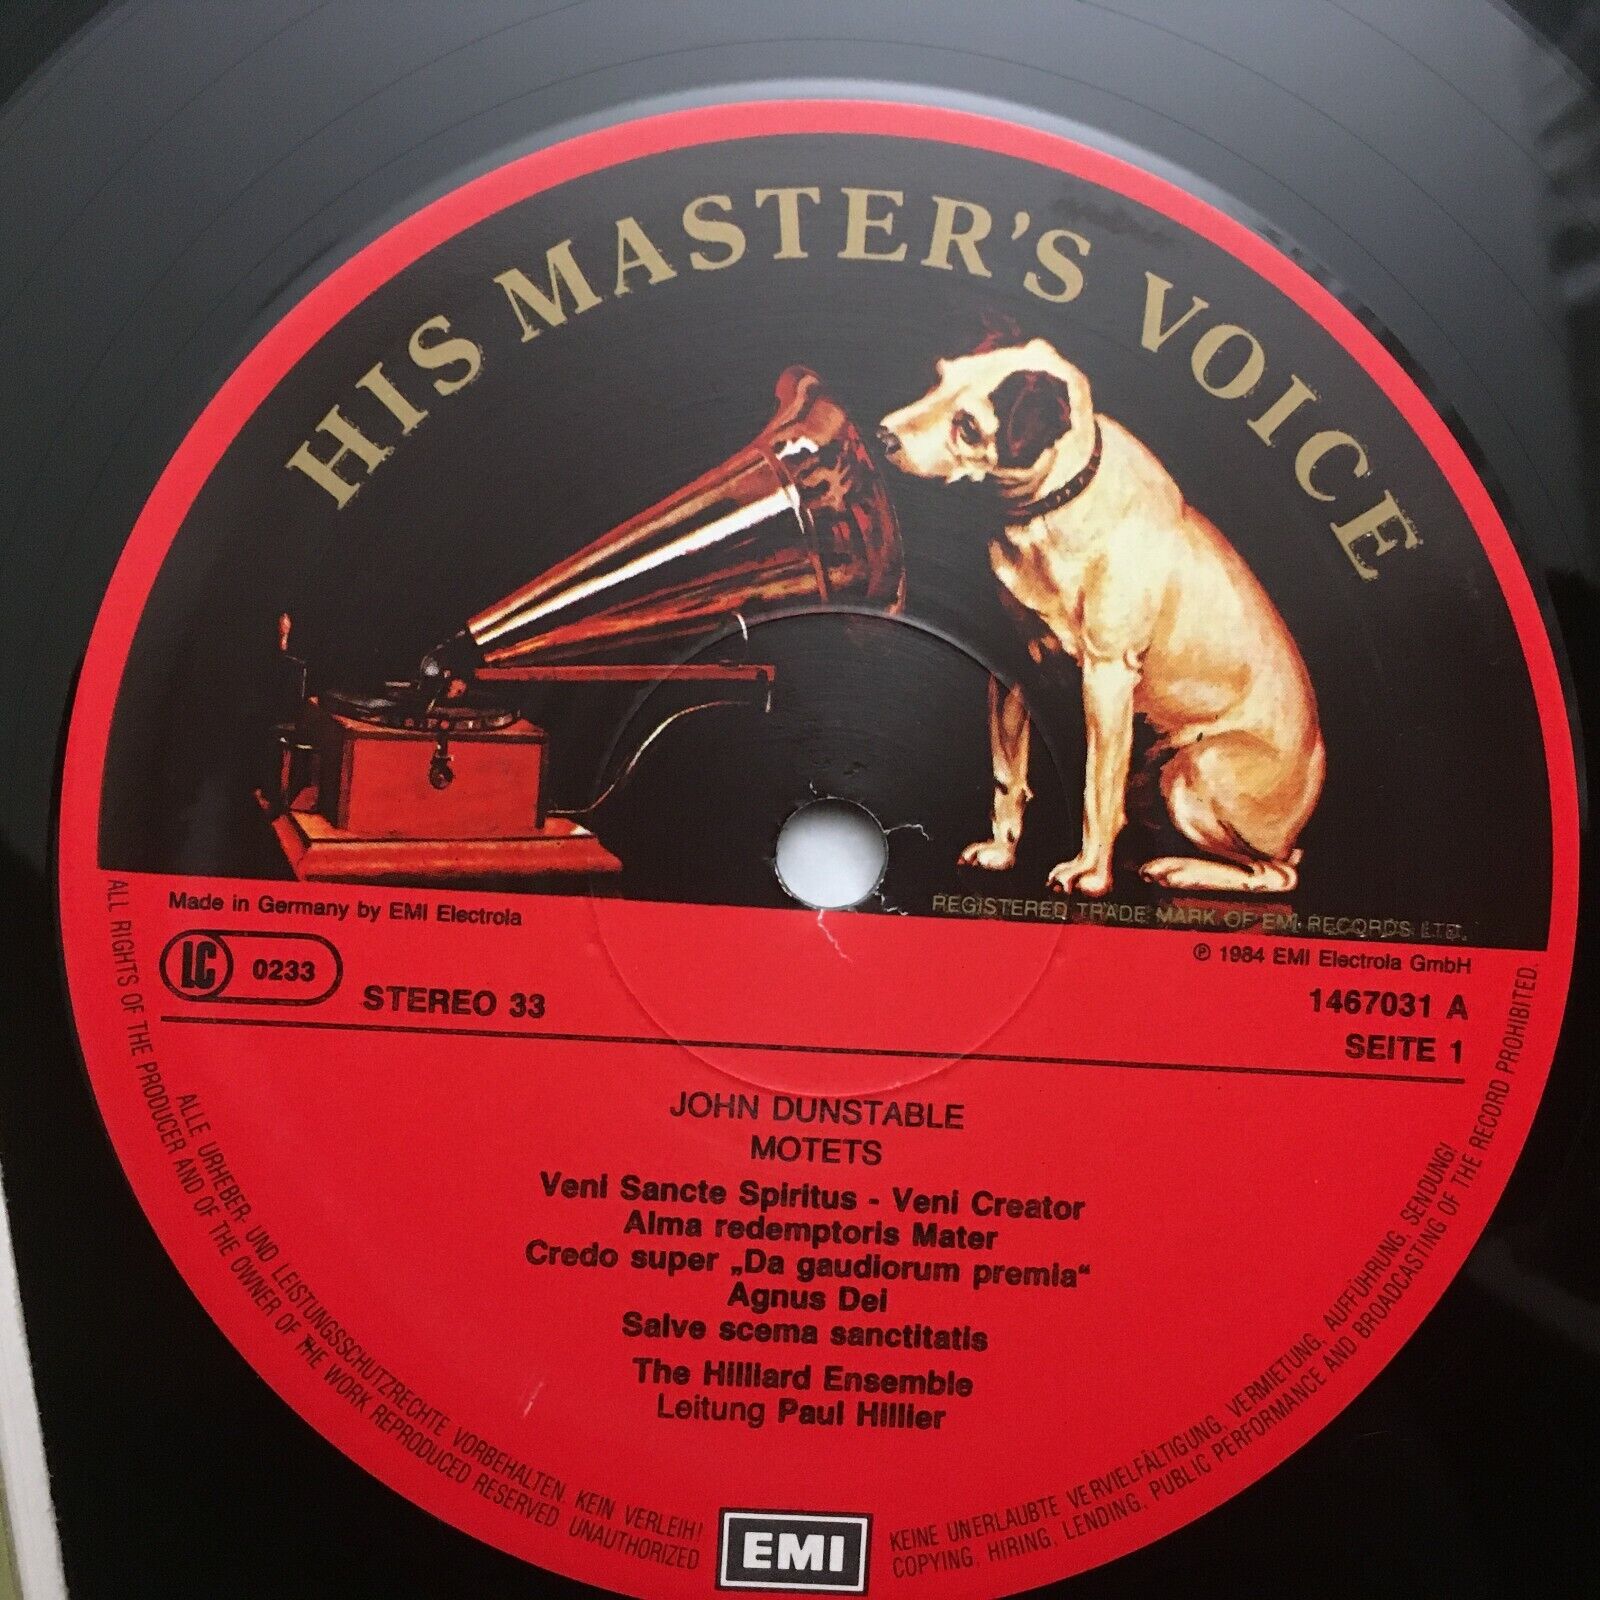 HIS MASTER'S VOICE
REGISTERED TRADE MARK OF EMI RECORDS LTD.
Made in Germany by EMI Electrola
℗ 1984 EMI Electrola GmbH
LC 0233
STEREO 33
1467031 A
SEITE 1
JOHN DUNSTABLE
MOTETS
Veni Sancte Spiritus - Veni Creator
Alma redemptoris Mater
Credo super „Da gaudiorum premia“
Agnus Dei
Salve scema sanctitatis
The Hilliard Ensemble
Leitung Paul Hillier
ALLE URHEBER- UND LEISTUNGSSCHUTZRECHTE VORBEHALTEN. KEIN VERLEIH! KEINE UNERLAUBTE VERVIELFÄLTIGUNG, VERMIETUNG, AUFFÜHRUNG, SENDUNG!
ALL RIGHTS OF THE PRODUCER AND OF THE OWNER OF THE WORK REPRODUCED RESERVED. UNAUTHORIZED COPYING, HIRING, LENDING, PUBLIC PERFORMANCE AND BROADCASTING OF THE RECORD PROHIBITED.
EMI